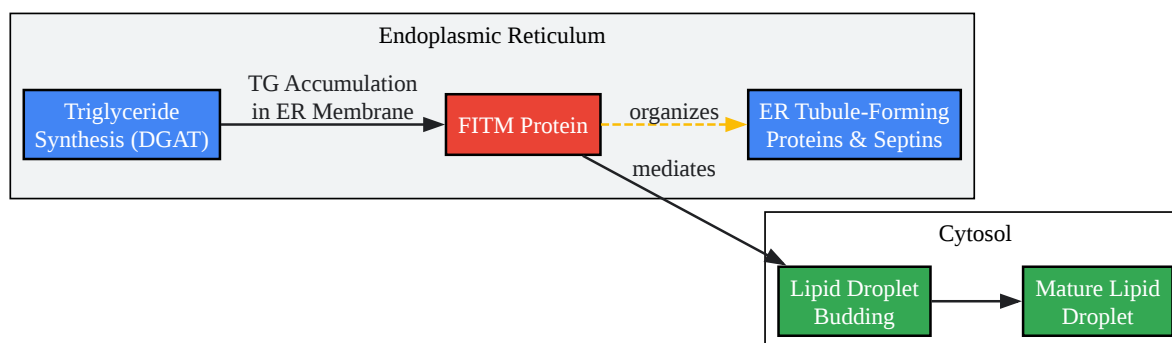 Endoplasmic Reticulum
Triglyceride
Synthesis (DGAT)
TG Accumulation
in ER Membrane
FITM Protein
organizes
ER Tubule-Forming
Proteins & Septins
mediates
Cytosol
Lipid Droplet
Budding
Mature Lipid
Droplet